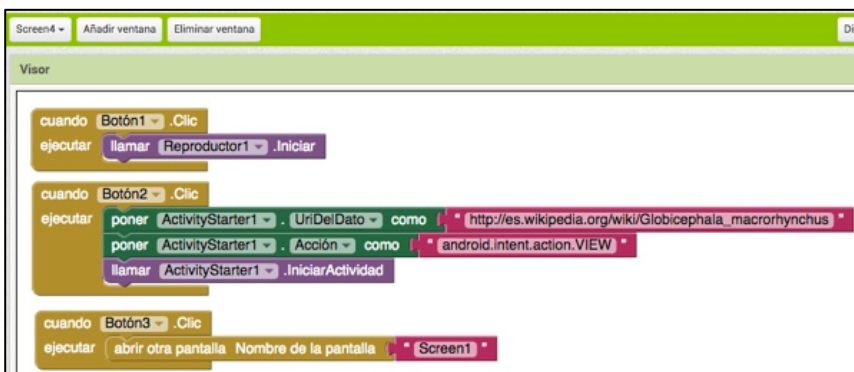 Screen4 Añadir ventana Eliminar ventana Di
Visor
cuando Botón1 .Clic
ejecutar llamar Reproductor1 .Iniciar
cuando Botón2 .Clic
ejecutar poner ActivityStarter1 . UriDelDato como " http://es.wikipedia.org/wiki/Globicephala_macrorhynchus "
poner ActivityStarter1 . Acción como " android.intent.action.VIEW "
llamar ActivityStarter1 .IniciarActividad
cuando Botón3 .Clic
ejecutar abrir otra pantalla Nombre de la pantalla " Screen1 "